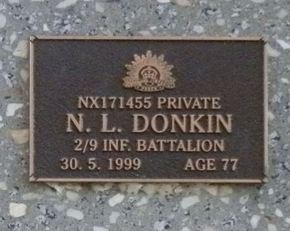 NX171455 PRIVATE
N. L. DONKIN
2/9 INF. BATTALION
30. 5. 1999 AGE 77